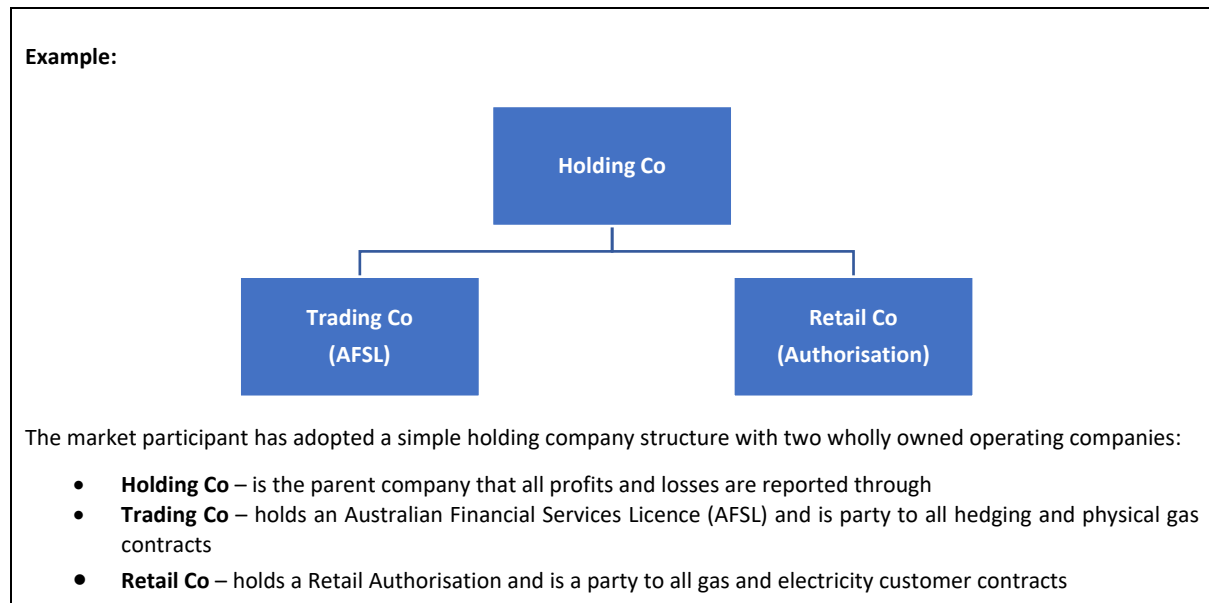 Example:
Holding Co
Trading Co
(AFSL)
Retail Co
(Authorisation)
The market participant has adopted a simple holding company structure with two wholly owned operating companies:
• Holding Co – is the parent company that all profits and losses are reported through
• Trading Co – holds an Australian Financial Services Licence (AFSL) and is party to all hedging and physical gas
contracts
• Retail Co – holds a Retail Authorisation and is a party to all gas and electricity customer contracts